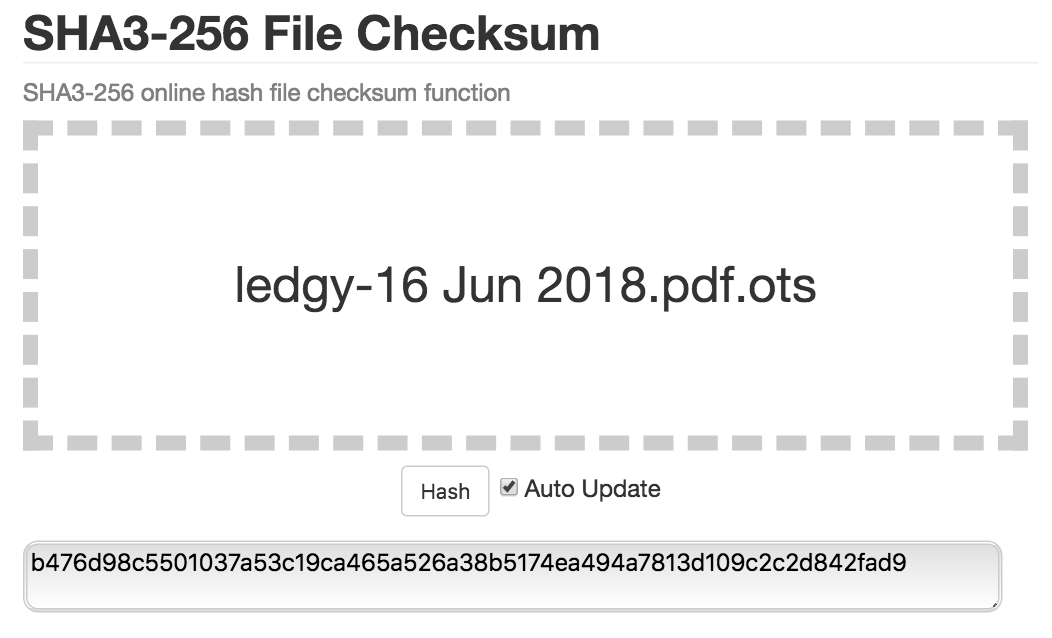 SHA3-256 File Checksum
SHA3-256 online hash file checksum function
ledgy-16 Jun 2018.pdf.ots
Hash
Auto Update
b476d98c5501037a53c19ca465a526a38b5174ea494a7813d109c2c2d842fad9